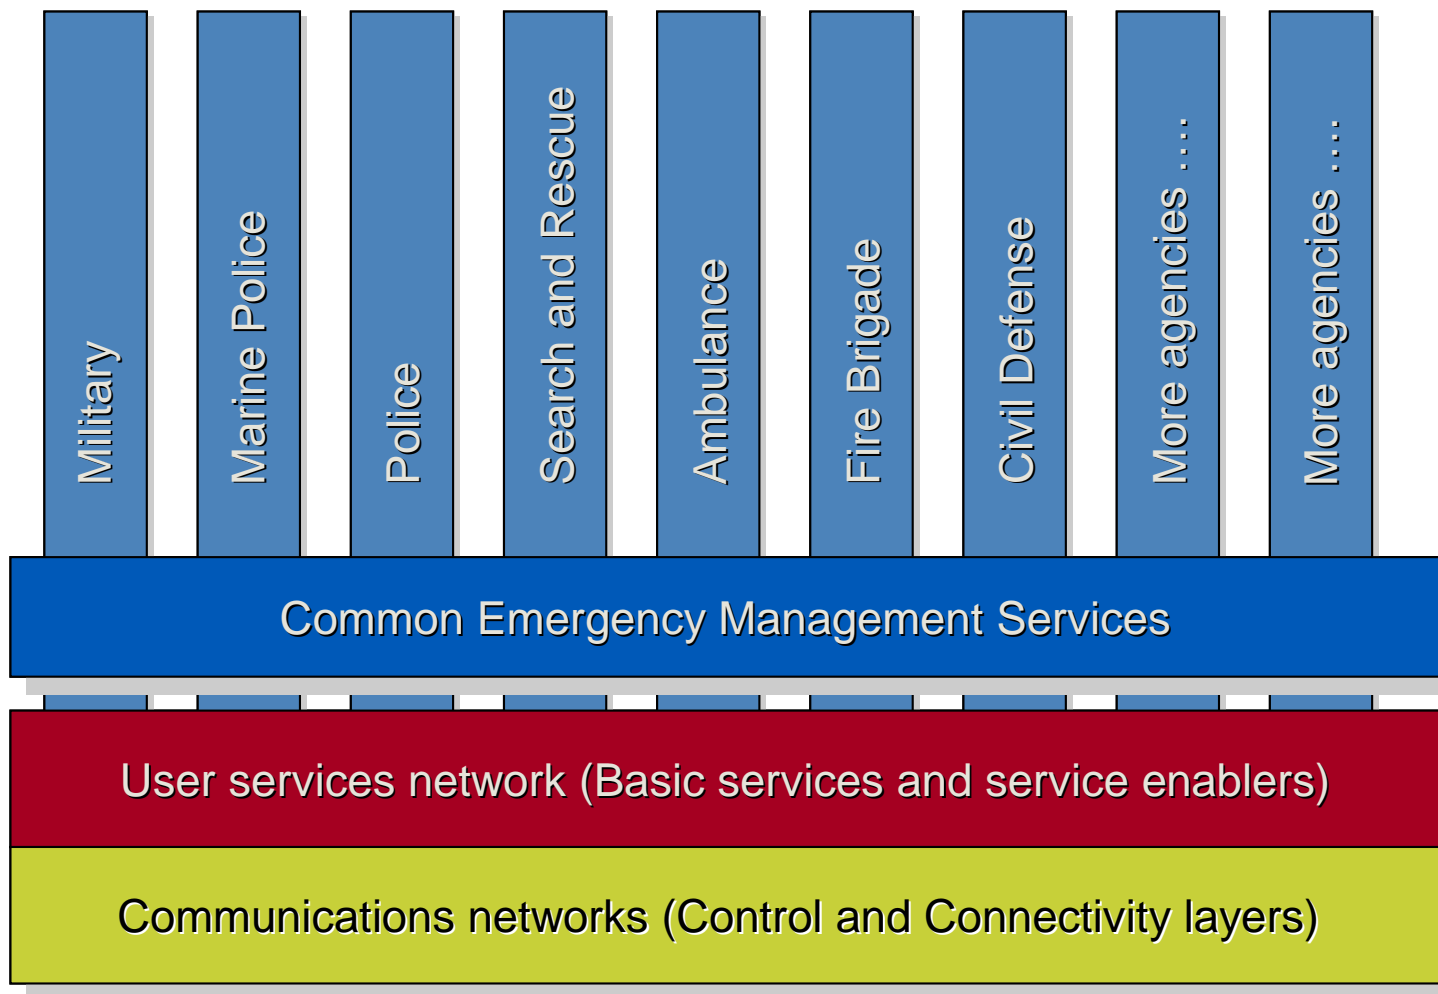 Military
Marine Police
Police
Search and Rescue
Ambulance
Fire Brigade
Civil Defense
More agencies ….
More agencies ….
Common Emergency Management Services
User services network (Basic services and service enablers)
Communications networks (Control and Connectivity layers)